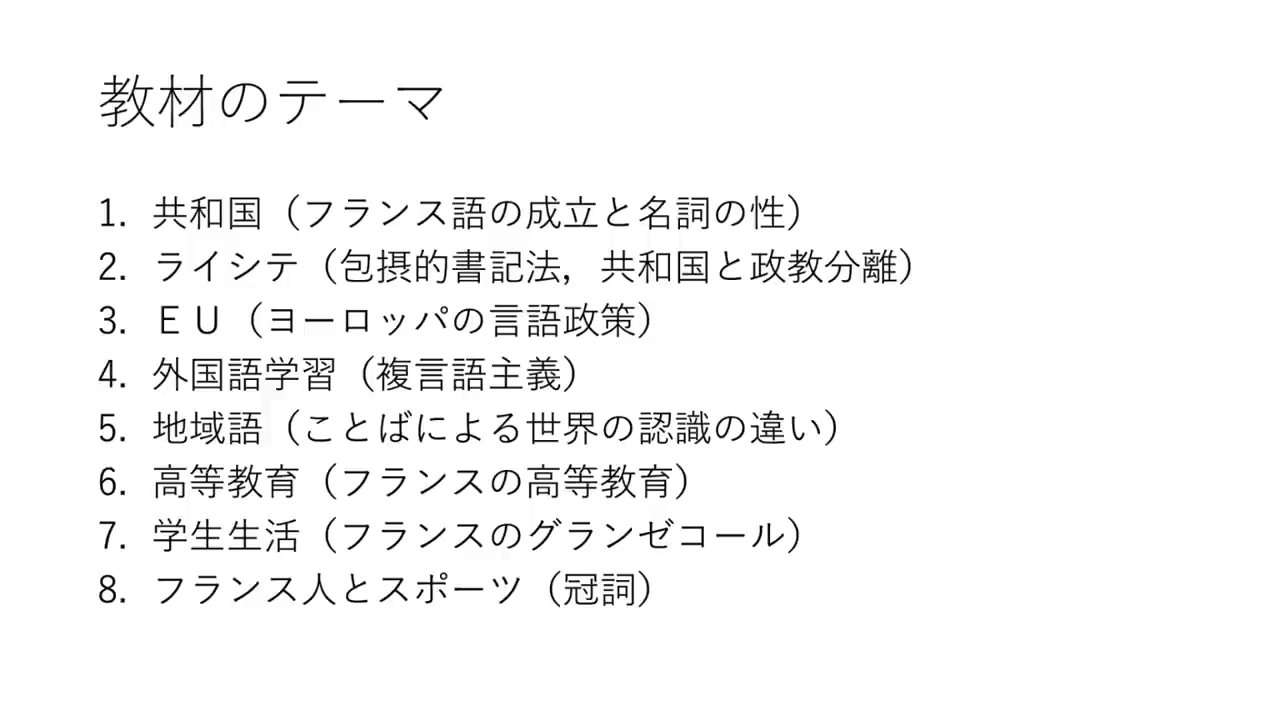 教材のテーマ
1. 共和国（フランス語の成立と名詞の性）
2. ライシテ（包摂的書記法，共和国と政教分離）
3. ＥＵ（ヨーロッパの言語政策）
4. 外国語学習（複言語主義）
5. 地域語（ことばによる世界の認識の違い）
6. 高等教育（フランスの高等教育）
7. 学生生活（フランスのグランゼコール）
8. フランス人とスポーツ（冠詞）